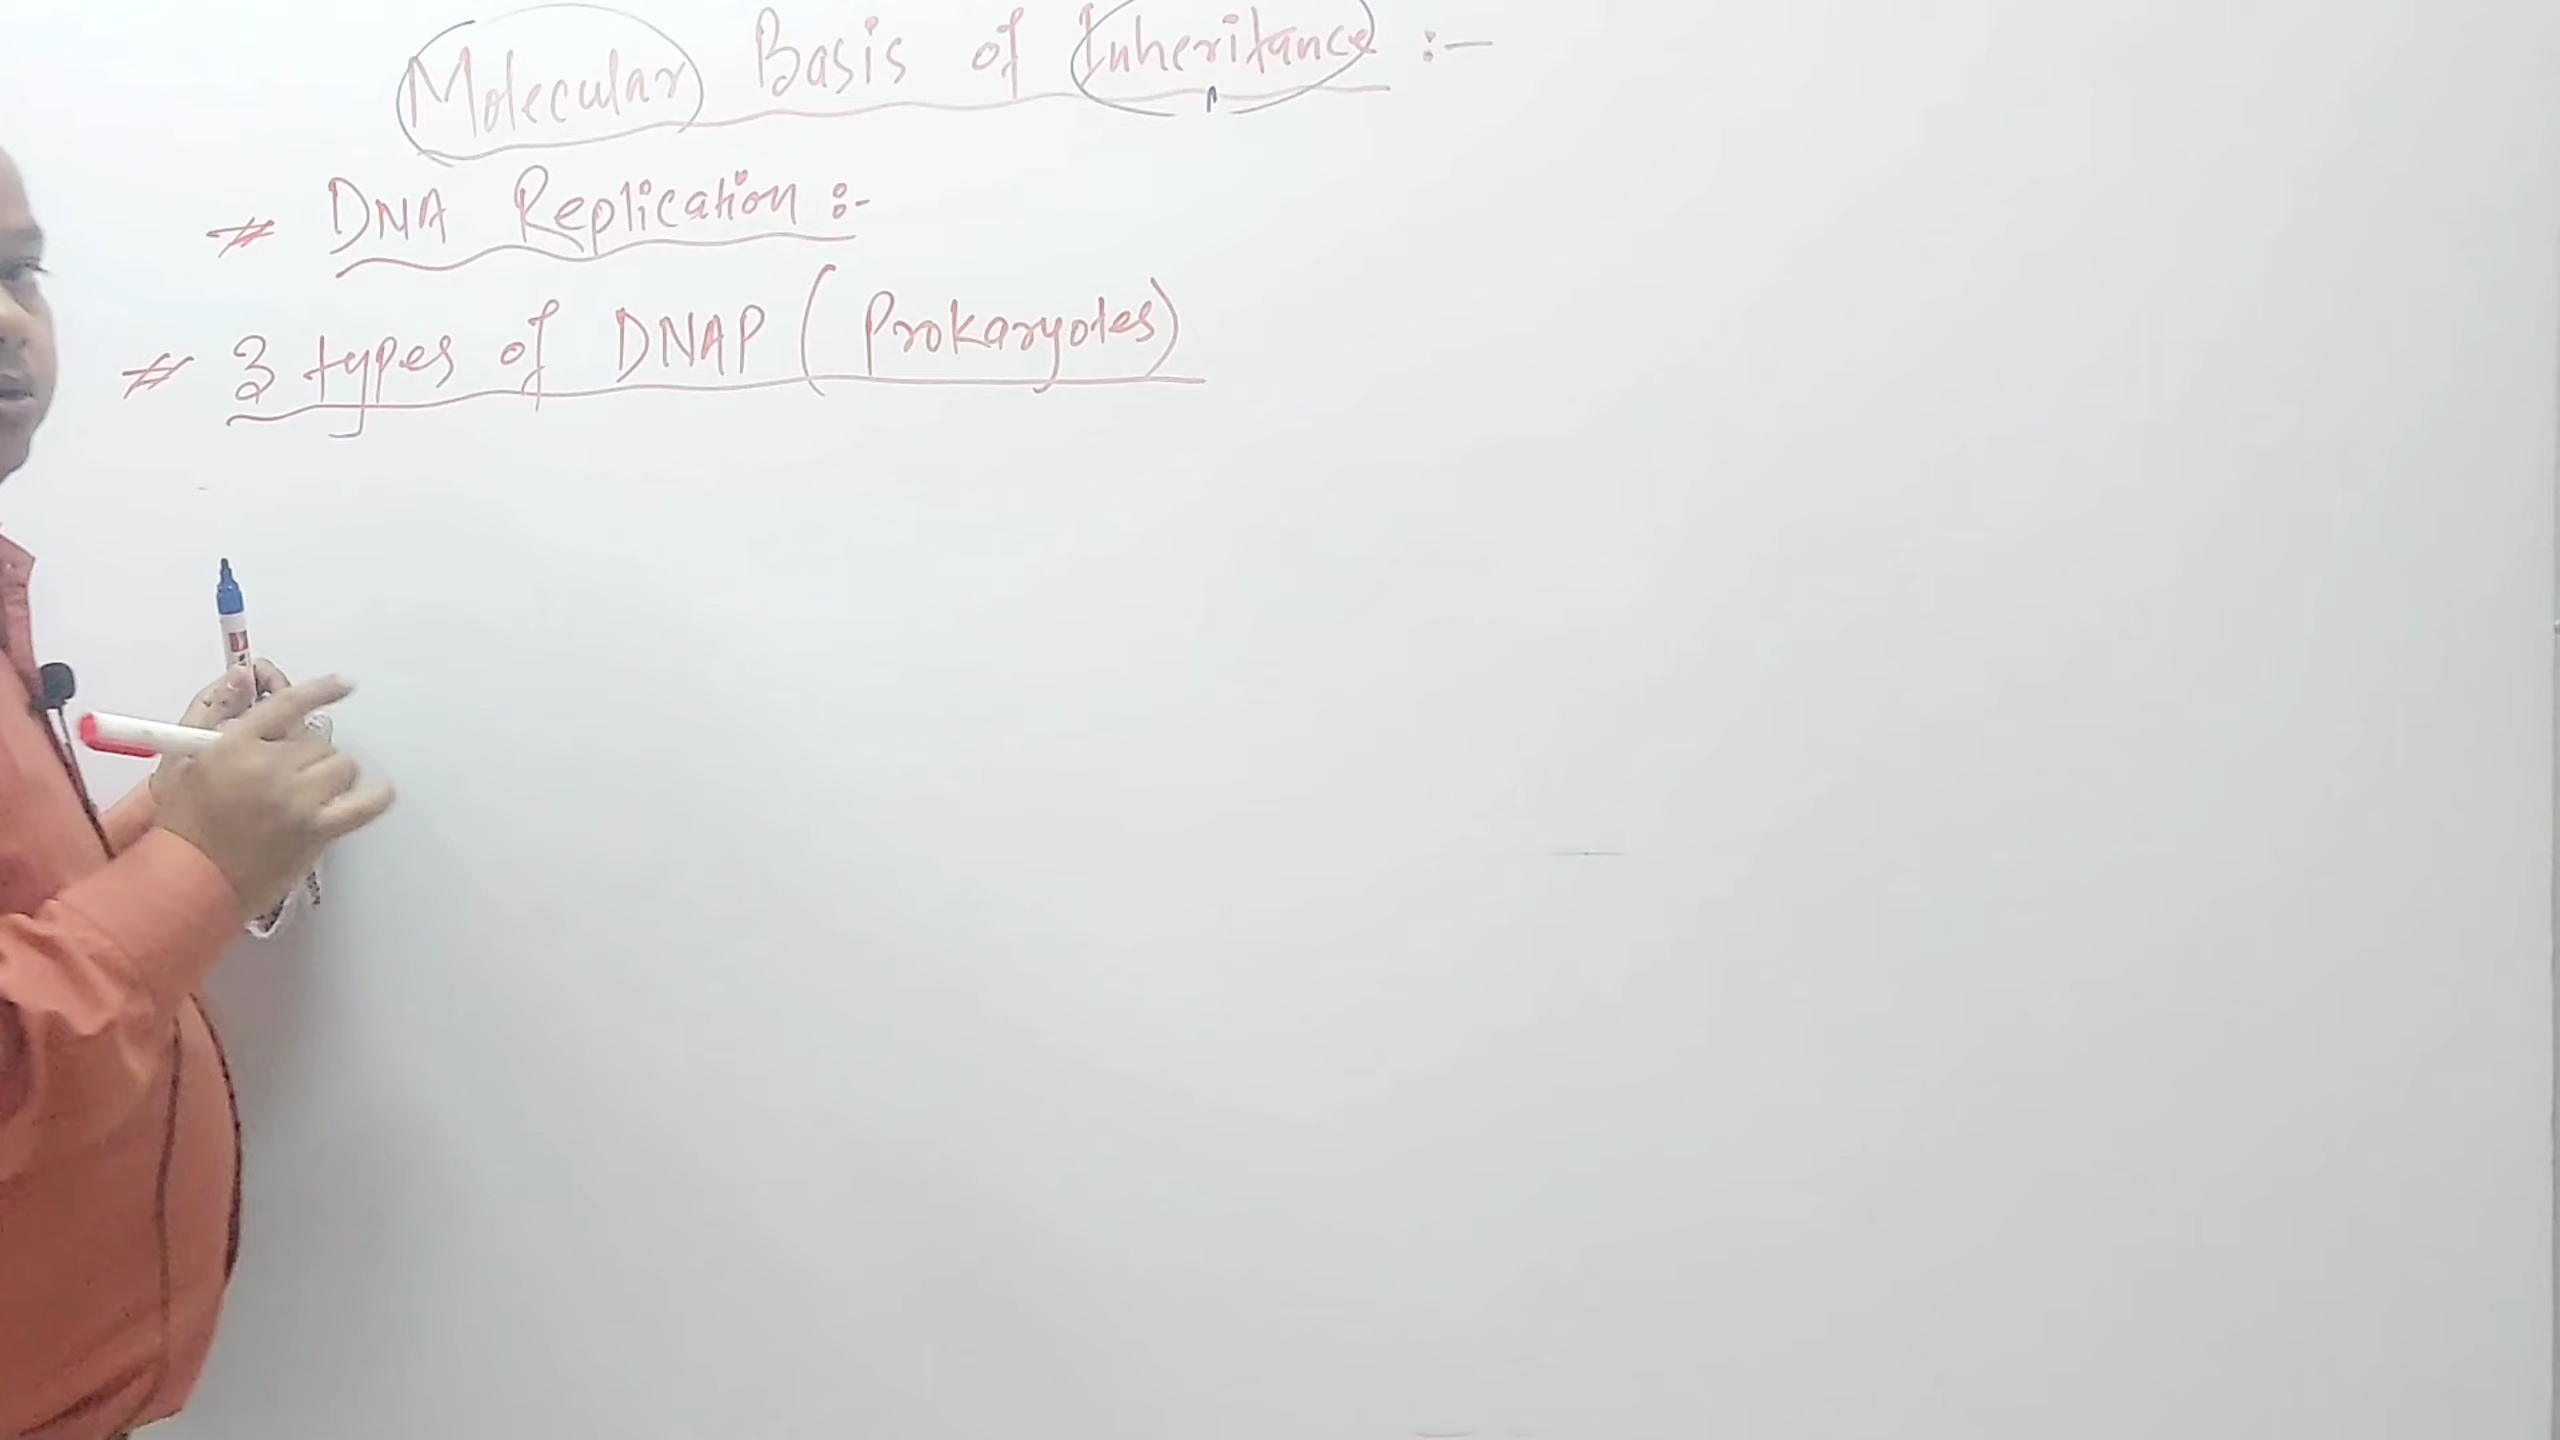 Molecular Basis of Inheritance :-
# DNA Replication :-
# 3 types of DNAP ( Prokaryotes)